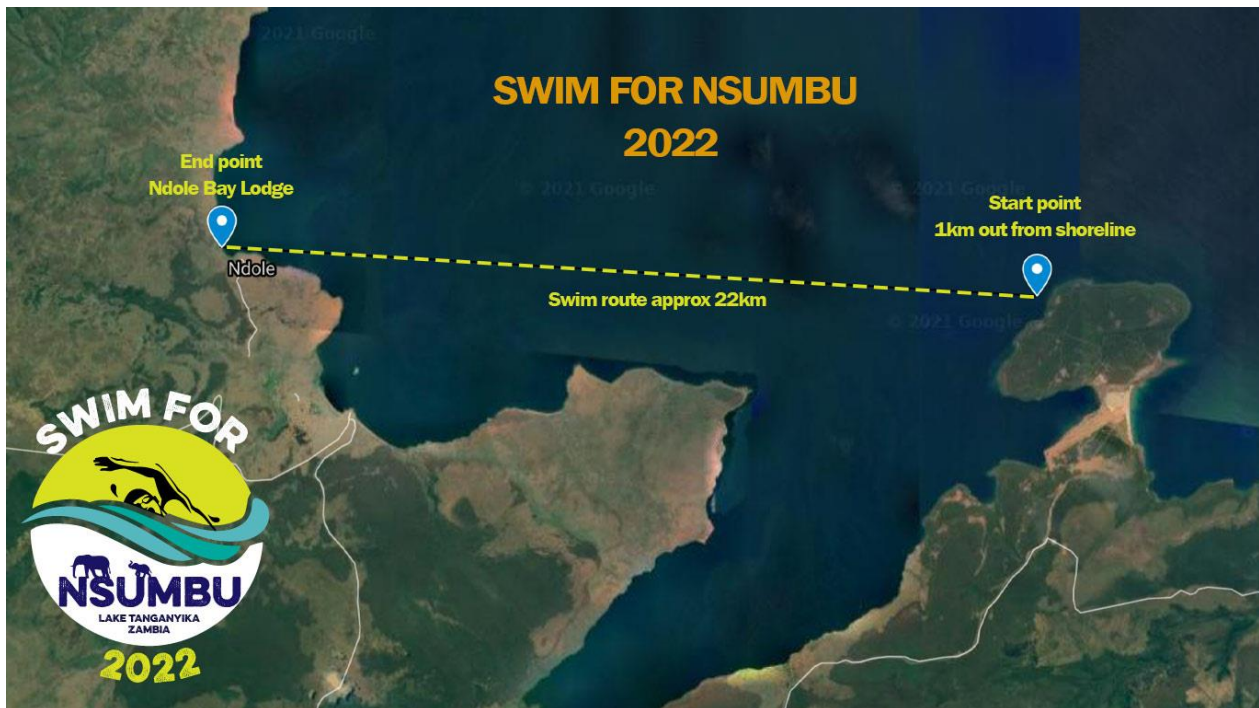 © 2021 Google
SWIM FOR NSUMBU
2022
End point
Ndole Bay Lodge
© 2021 Google
© 2021 Google
Start point
1km out from shoreline
Ndole
Swim route approx 22km
© 2021 Google
SWIM FOR
NSUMBU
LAKE TANGANYIKA
ZAMBIA
2022